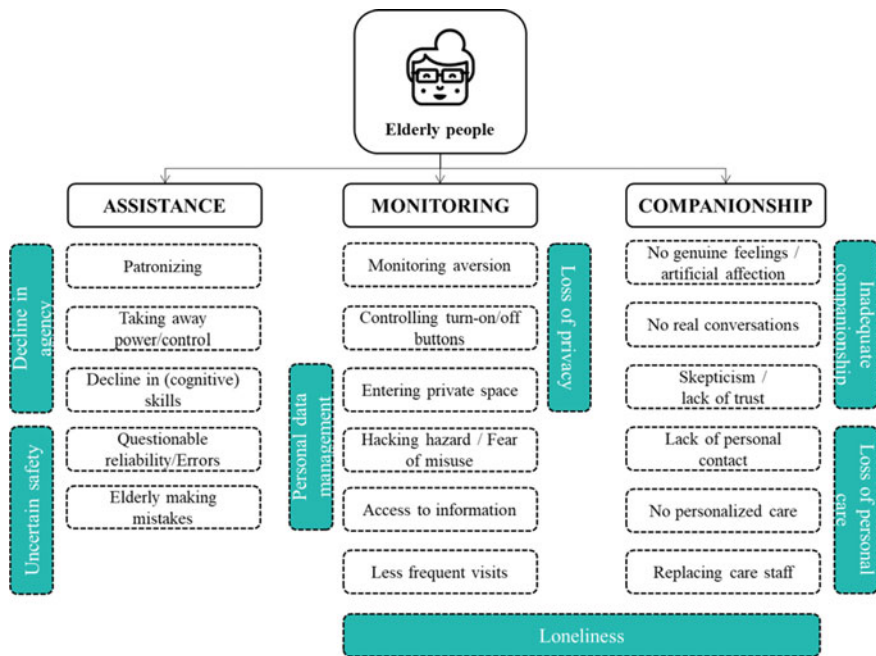 Elderly people
ASSISTANCE
MONITORING
COMPANIONSHIP
Decline in
agency
Uncertain safety
Patronizing
Taking away
power/control
Decline in (cognitive)
skills
Questionable
reliability/Errors
Elderly making
mistakes
Personal data
management
Monitoring aversion
Controlling turn-on/off
buttons
Entering private space
Hacking hazard / Fear
of misuse
Access to information
Less frequent visits
Loss of privacy
No genuine feelings /
artificial affection
No real conversations
Skepticism /
lack of trust
Lack of personal
contact
No personalized care
Replacing care staff
Inadequate
companionship
Loss of personal
care
Loneliness